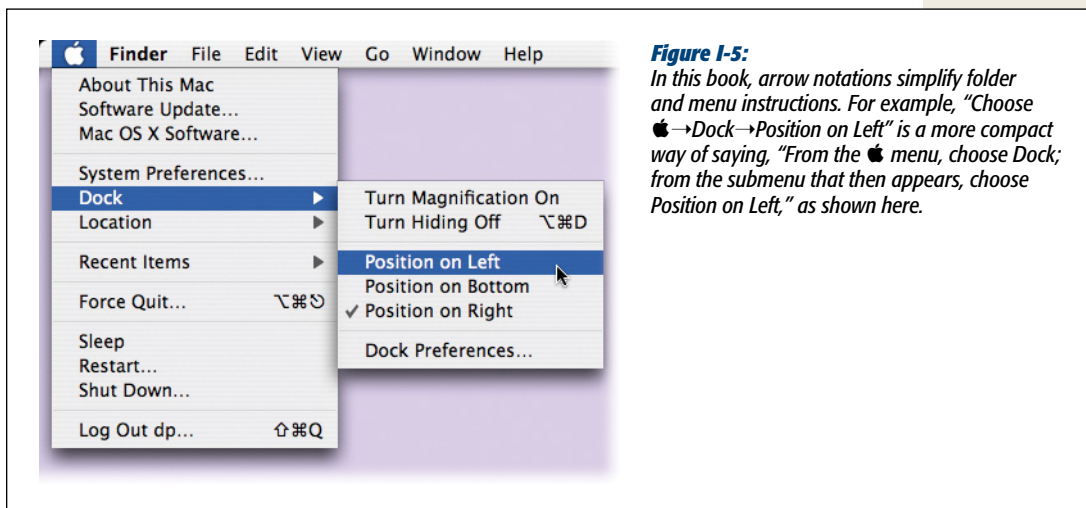 Finder File Edit View Go Window Help
About This Mac
Software Update...
Mac OS X Software...
System Preferences...
Dock
Location
Recent Items
Force Quit... ⌥⌘⎋
Sleep
Restart...
Shut Down...
Log Out dp... ⇧⌘Q
Turn Magnification On
Turn Hiding Off ⌥⌘D
Position on Left
Position on Bottom
✓ Position on Right
Dock Preferences...
Figure I-5:
In this book, arrow notations simplify folder
and menu instructions. For example, “Choose
→Dock→Position on Left” is a more compact
way of saying, “From the  menu, choose Dock;
from the submenu that then appears, choose
Position on Left,” as shown here.